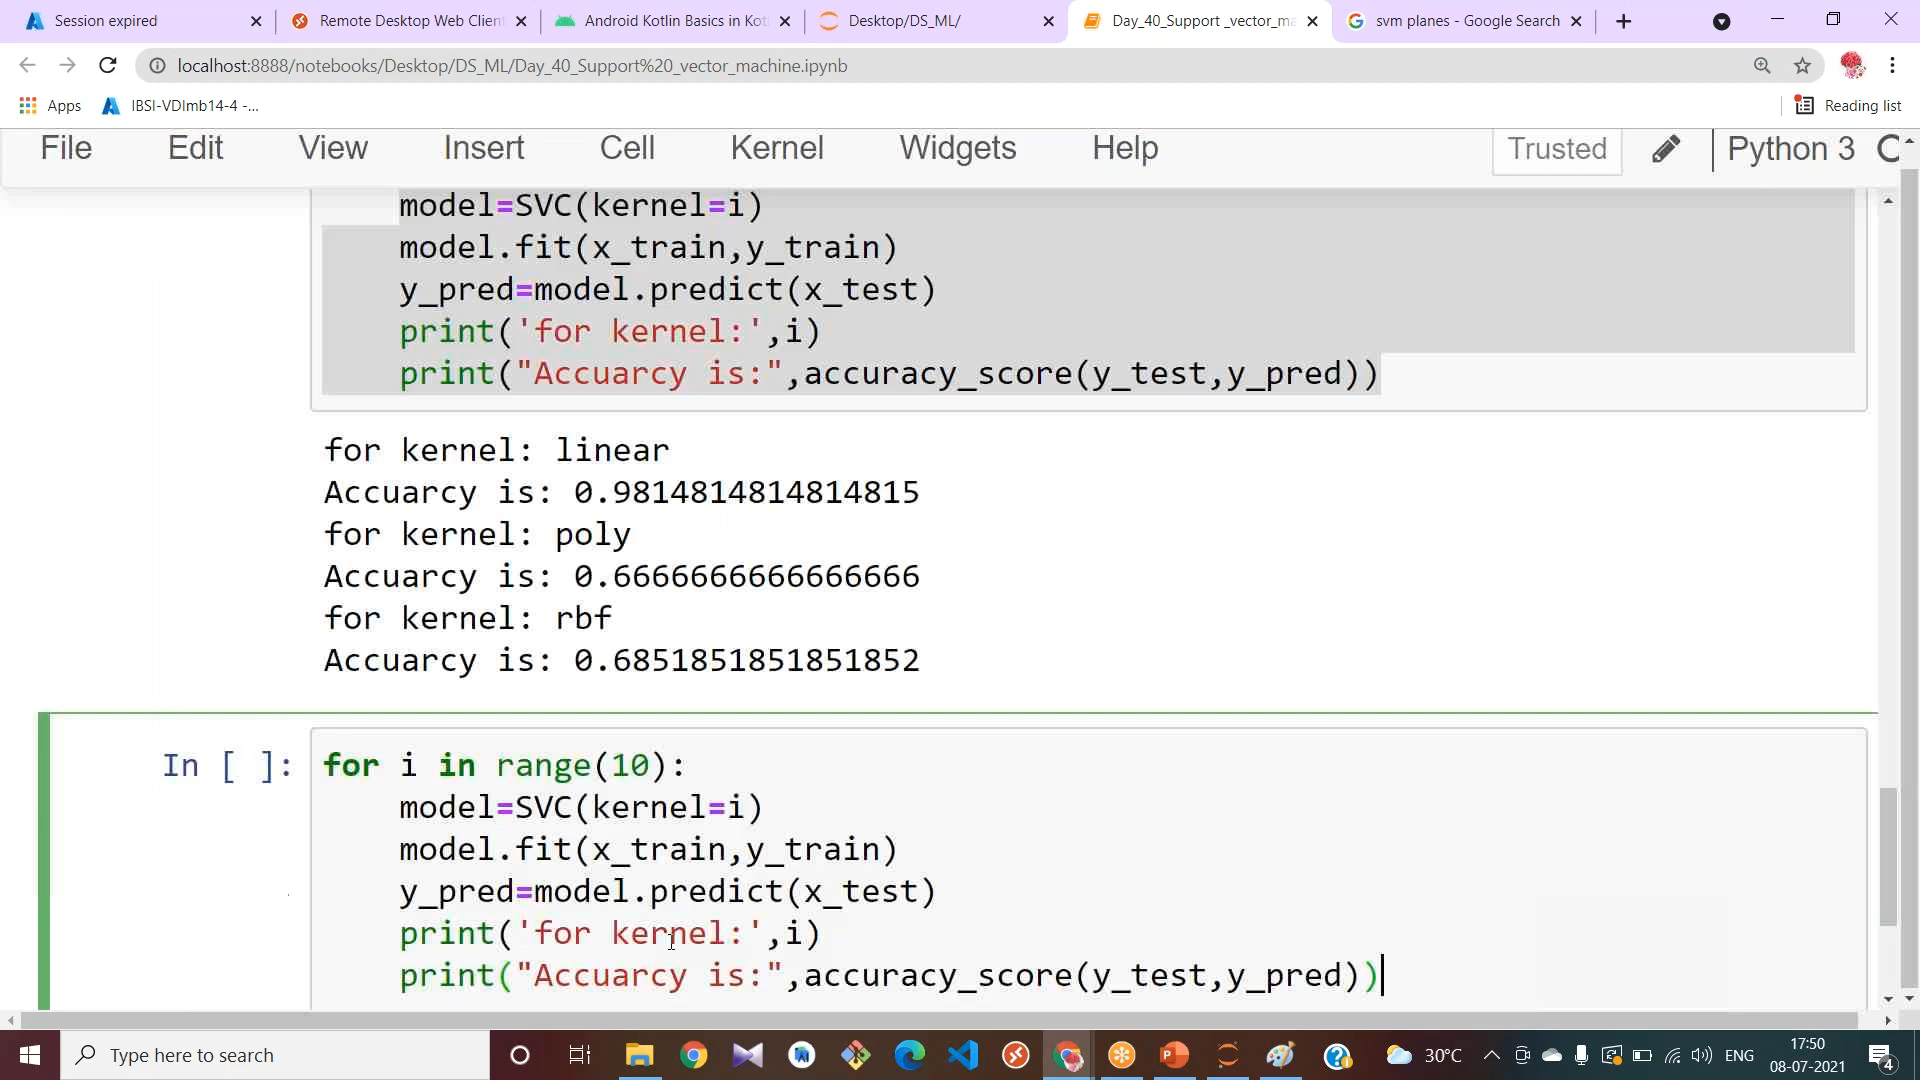 Session expired
Remote Desktop Web Client
Android Kotlin Basics in Kot
Desktop/DS_ML/
Day_40_Support _vector_ma
svm planes - Google Search
localhost:8888/notebooks/Desktop/DS_ML/Day_40_Support%20_vector_machine.ipynb
Apps
IBSI-VDImb14-4 -...
Reading list
File Edit View Insert Cell Kernel Widgets Help
Trusted
Python 3
model=SVC(kernel=i)
model.fit(x_train,y_train)
y_pred=model.predict(x_test)
print('for kernel:',i)
print("Accuarcy is:",accuracy_score(y_test,y_pred))
for kernel: linear
Accuarcy is: 0.9814814814814815
for kernel: poly
Accuarcy is: 0.6666666666666666
for kernel: rbf
Accuarcy is: 0.6851851851851852
In [ ]: for i in range(10):
model=SVC(kernel=i)
model.fit(x_train,y_train)
y_pred=model.predict(x_test)
print('for kernel:',i)
print("Accuarcy is:",accuracy_score(y_test,y_pred))
Type here to search
30°C
ENG
17:50
08-07-2021
4